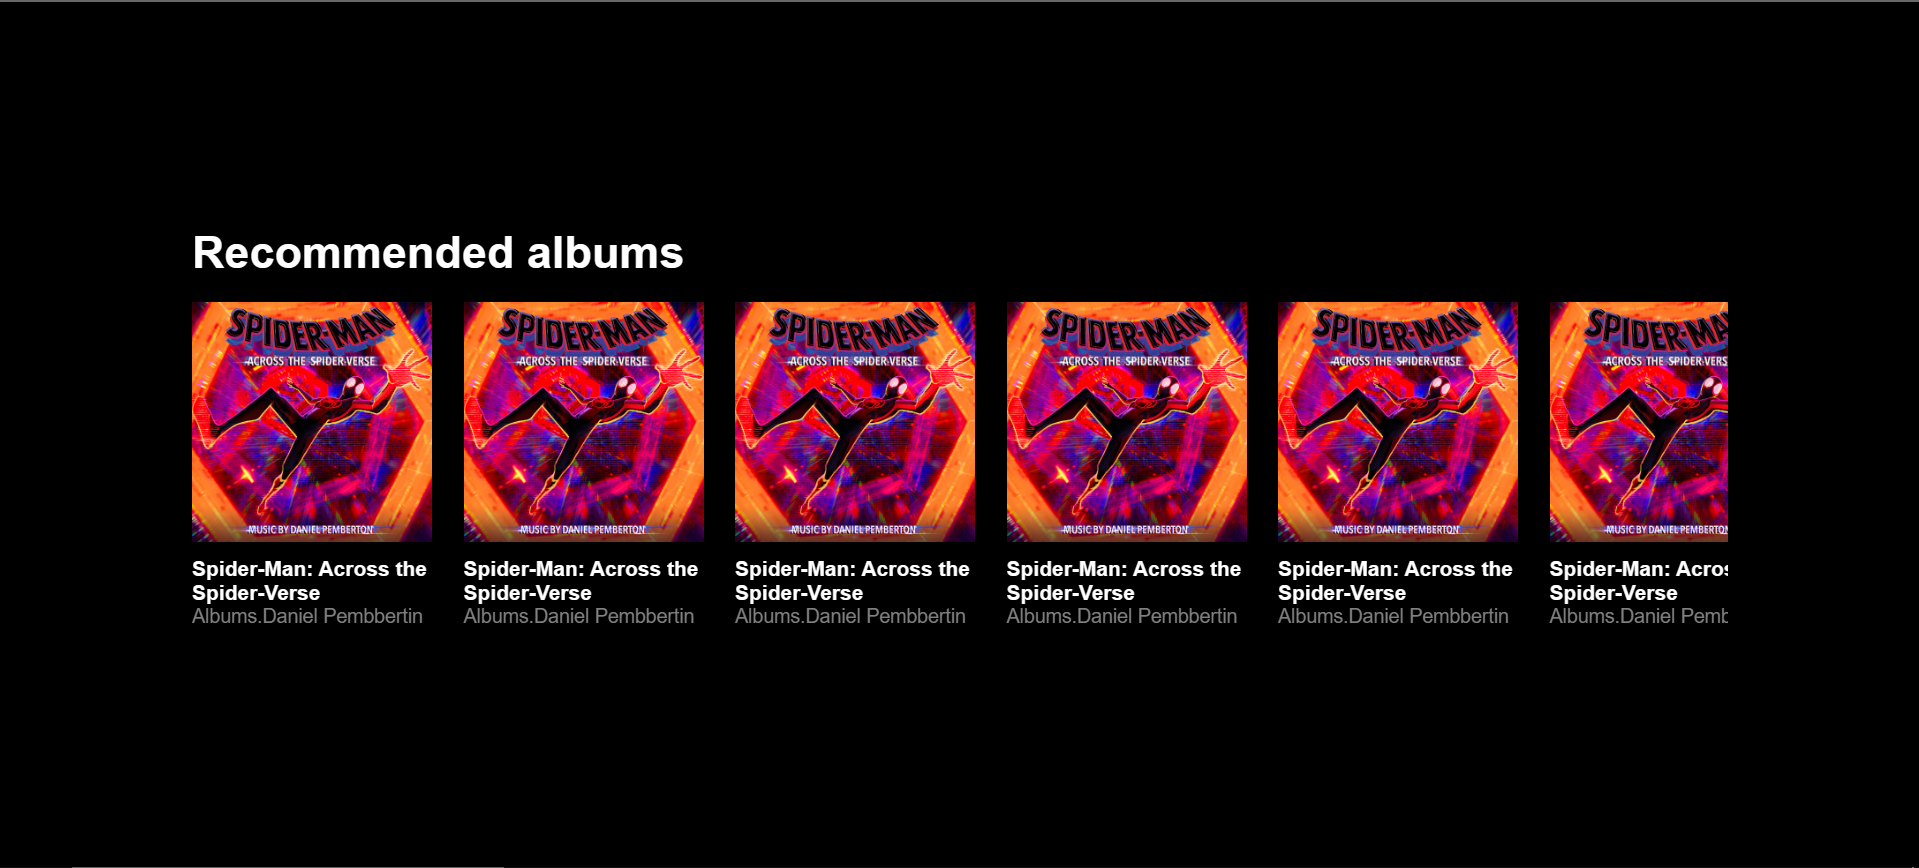 Recommended albums
SPIDER-MAN
ACROSS THE SPIDER-VERSE
MUSIC BY DANIEL PEMBERTON
Spider-Man: Across the
Spider-Verse
Albums.Daniel Pembbertin
SPIDER-MAN
ACROSS THE SPIDER-VERSE
MUSIC BY DANIEL PEMBERTON
Spider-Man: Across the
Spider-Verse
Albums.Daniel Pembbertin
SPIDER-MAN
ACROSS THE SPIDER-VERSE
MUSIC BY DANIEL PEMBERTON
Spider-Man: Across the
Spider-Verse
Albums.Daniel Pembbertin
SPIDER-MAN
ACROSS THE SPIDER-VERSE
MUSIC BY DANIEL PEMBERTON
Spider-Man: Across the
Spider-Verse
Albums.Daniel Pembbertin
SPIDER-MAN
ACROSS THE SPIDER-VERSE
MUSIC BY DANIEL PEMBERTON
Spider-Man: Across the
Spider-Verse
Albums.Daniel Pembbertin
SPIDER-MA
ACROSS THE SPIDER-VERS
MUSIC BY DANIEL PEMBERTON
Spider-Man: Acros
Spider-Verse
Albums.Daniel Pemb